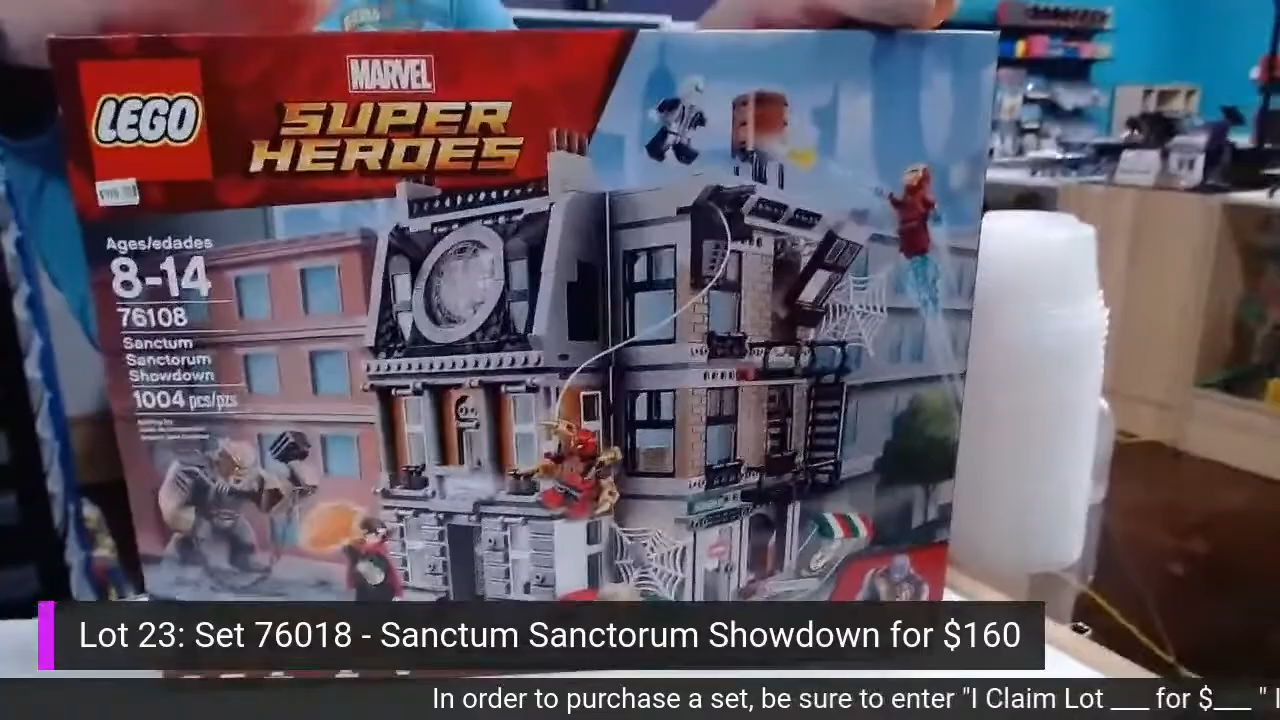 MARVEL
LEGO
SUPER
HEROES
Ages/edades
8-14
76108
Sanctum
Sanctorum
Showdown
1004 pcs/pzs
Lot 23: Set 76018 - Sanctum Sanctorum Showdown for $160
In order to purchase a set, be sure to enter "I Claim Lot ___ for $___ "